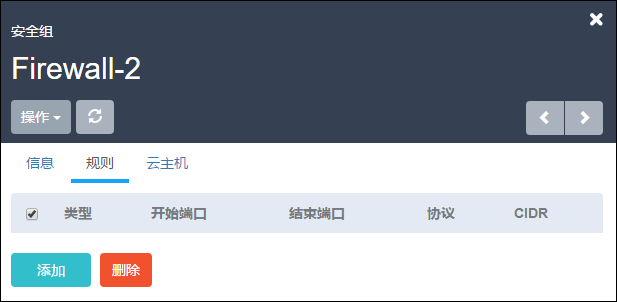 安全组
Firewall-2
操作
信息 规则 云主机
类型 开始端口 结束端口 协议 CIDR
添加 删除